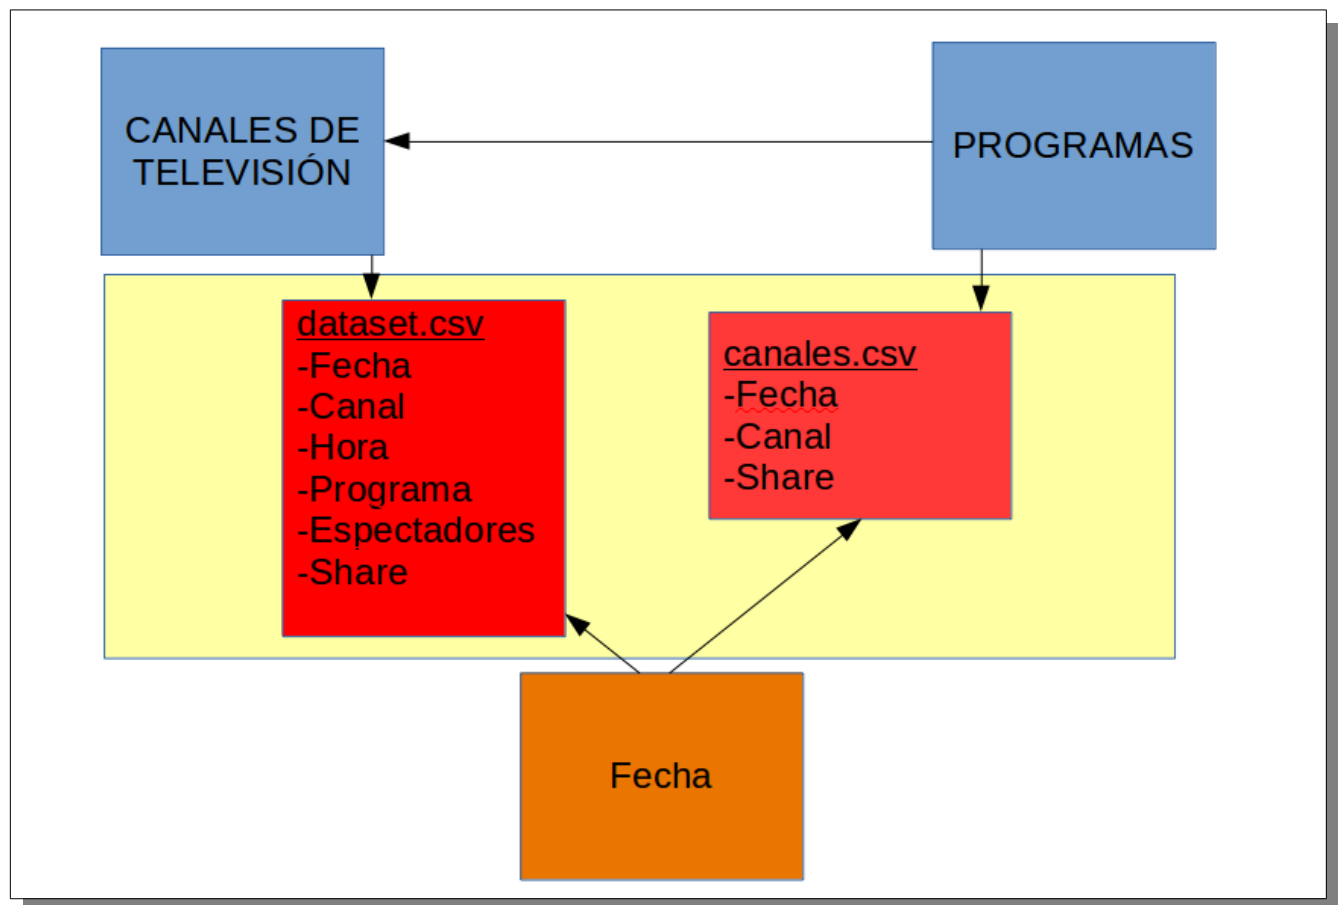 CANALES DE
TELEVISIÓN
PROGRAMAS
dataset.csv
-Fecha
-Canal
-Hora
-Programa
-Espectadores
-Share
canales.csv
-Fecha
-Canal
-Share
Fecha